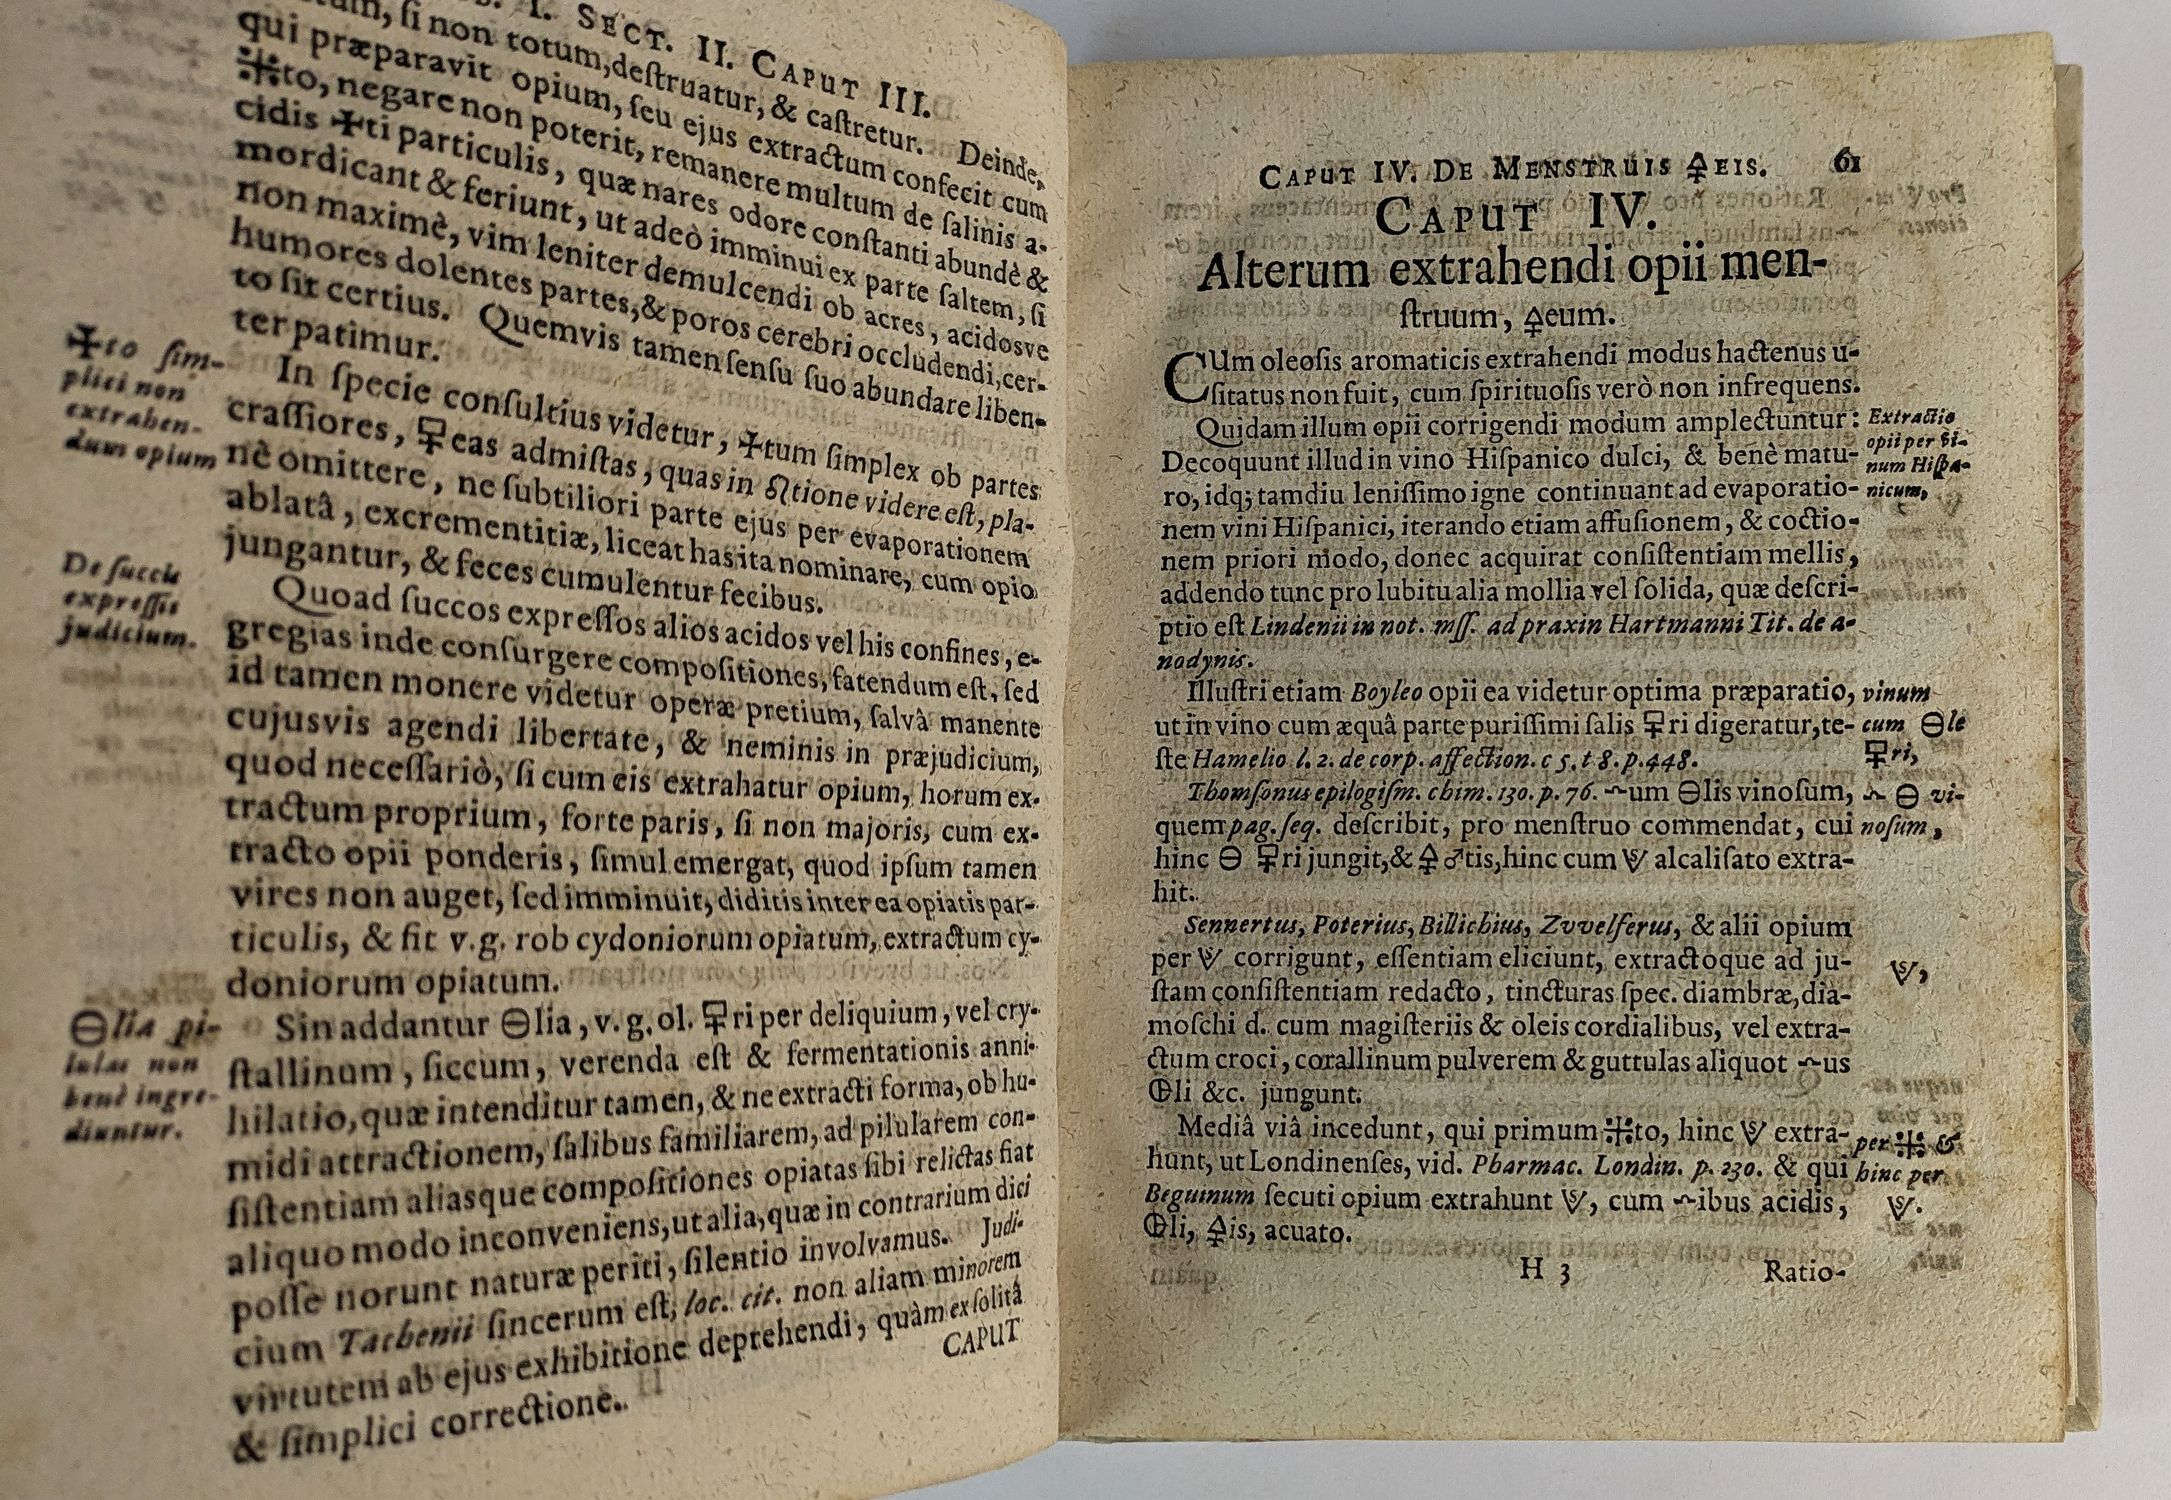 I. SECT. II. CAPUT III.
ſi non totum, deſtruatur, & caſtretur. Deinde,
qui præparavit opium, ſeu ejus extractum confecit cum
⁜to, negare non poterit, remanere multum de ſalinis a-
cidis 🜊ti particulis, quæ nares odore conſtanti abundè &
mordicant & feriunt, ut adeò imminui ex parte ſaltem, ſi
non maximè, vim leniter demulcendi ob acres, acidosve
humores dolentes partes, & poros cerebri occludendi, cer-
to ſit certius. Quemvis tamen ſenſu ſuo abundare liben-
ter patimur.
🜊to ſim-
plici non
extrahen-
dum opium
In ſpecie conſultius videtur, 🜊tum ſimplex ob partes
craſſiores, 🜿eas admiſtas, quas in tione videre eſt, pla-
nè omittere, ne ſubtiliori parte ejus per evaporationem
ablatâ, excrementitiæ, liceat has ita nominare, cum opio
jungantur, & feces cumulentur fecibus.
De ſuccis
expreſſis
judicium.
Quoad ſuccos expreſſos alios acidos vel his confines, e-
gregias inde conſurgere compoſitiones, fatendum eſt, ſed
id tamen monere videtur operæ pretium, ſalvâ manente
cujusvis agendi libertate, & neminis in præjudicium,
quod neceſſariò, ſi cum eis extrahatur opium, horum ex-
tractum proprium, forte paris, ſi non majoris, cum ex-
tracto opii ponderis, ſimul emergat, quod ipſum tamen
vires non auget, ſed imminuit, diditis inter ea opiatis par-
ticulis, & fit v.g. rob cydoniorum opiatum, extractum cy-
doniorum opiatum.
🜔lia pi-
lulas non
benè ingre-
diuntur.
Sin addantur 🜔lia, v. g. ol. 🜿ri per deliquium, vel cry-
ſtallinum, ſiccum, verenda eſt & fermentationis anni-
hilatio, quæ intenditur tamen, & ne extracti forma, ob hu-
midi attractionem, ſalibus familiarem, ad pilularem con-
ſiſtentiam aliasque compoſitiones opiatas ſibi relictas fiat
aliquo modo inconveniens, ut alia, quæ in contrarium dici
poſſe norunt naturæ periti, ſilentio involvamus. Judi-
cium Tachenii ſincerum eſt, loc. cit. non aliam minorem
virtutem ab ejus exhibitione deprehendi, quàm ex ſolitâ
& ſimplici correctione.
CAPUT
CAPUT IV. DE MENSTRUIS 🜍EIS. 61
CAPUT IV.
Alterum extrahendi opii men-
ſtruum, 🜍eum.
CUm oleoſis aromaticis extrahendi modus hactenus u-
ſitatus non fuit, cum ſpirituoſis verò non infrequens.
Quidam illum opii corrigendi modum amplectuntur:
Decoquunt illud in vino Hiſpanico dulci, & benè matu-
ro, idq; tamdiu leniſſimo igne continuant ad evaporatio-
nem vini Hiſpanici, iterando etiam affuſionem, & coctio-
nem priori modo, donec acquirat conſiſtentiam mellis,
addendo tunc pro lubitu alia mollia vel ſolida, quæ deſcri-
ptio eſt Lindenii in not. mſſ. ad praxin Hartmanni Tit. de a-
nodynis.
Extractio
opii per vi-
num Hiſpa-
nicum,
Illuſtri etiam Boyleo opii ea videtur optima præparatio,
ut in vino cum æquâ parte puriſſimi ſalis 🜿ri digeratur, te-
ſte Hamelio l. 2. de corp. affection. c 5. t 8. p. 448.
vinum
cum 🜔le
🜿ri,
Thomſonus epilogiſm. chim. 130. p. 76. um 🜔lis vinoſum,
quem pag. ſeq. deſcribit, pro menſtruo commendat, cui
hinc 🜔 🜿ri jungit, & 🜍 ♂tis, hinc cum 🜈 alcaliſato extra-
hit.
🜔 vi-
noſum,
Sennertus, Poterius, Billichius, Zvvelferus, & alii opium
per 🜈 corrigunt, eſſentiam eliciunt, extractoque ad ju-
ſtam conſiſtentiam redacto, tincturas ſpec. diambræ, dia-
moſchi d. cum magiſteriis & oleis cordialibus, vel extra-
ctum croci, corallinum pulverem & guttulas aliquot us
🜖li &c. jungunt.
🜈,
Mediâ viâ incedunt, qui primum ⁜to, hinc 🜈 extra-
hunt, ut Londinenſes, vid. Pharmac. Londin. p. 230. & qui
Beguinum ſecuti opium extrahunt 🜈, cum ibus acidis,
🜖li, 🜍is, acuato.
per ⁜ &
hinc per
🜈.
H 3 Ratio-